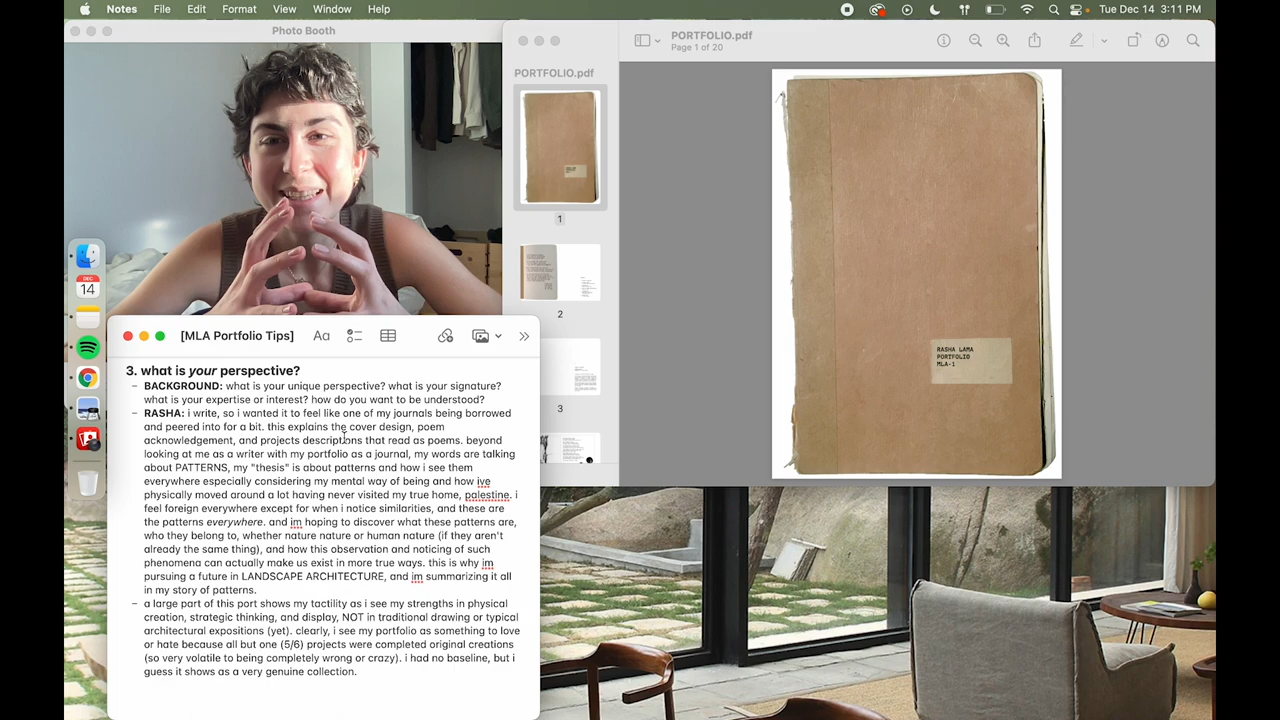 Notes File Edit Format View Window Help Tue Dec 14 3:11 PM
Photo Booth
PORTFOLIO.pdf
Page 1 of 20
PORTFOLIO.pdf
1
2
3
RASHA LAMA
PORTFOLIO
MLA-1
DEC
14
[MLA Portfolio Tips] Aa
3. what is your perspective?
– BACKGROUND: what is your unique perspective? what is your signature?
what is your expertise or interest? how do you want to be understood?
– RASHA: i write, so i wanted it to feel like one of my journals being borrowed
and peered into for a bit. this explains the cover design, poem
acknowledgement, and projects descriptions that read as poems. beyond
looking at me as a writer with my portfolio as a journal, my words are talking
about PATTERNS, my "thesis" is about patterns and how i see them
everywhere especially considering my mental way of being and how ive
physically moved around a lot having never visited my true home, palestine. i
feel foreign everywhere except for when i notice similarities, and these are
the patterns everywhere. and im hoping to discover what these patterns are,
who they belong to, whether nature nature or human nature (if they aren't
already the same thing), and how this observation and noticing of such
phenomena can actually make us exist in more true ways. this is why im
pursuing a future in LANDSCAPE ARCHITECTURE, and im summarizing it all
in my story of patterns.
– a large part of this port shows my tactility as i see my strengths in physical
creation, strategic thinking, and display, NOT in traditional drawing or typical
architectural expositions (yet). clearly, i see my portfolio as something to love
or hate because all but one (5/6) projects were completed original creations
(so very volatile to being completely wrong or crazy). i had no baseline, but i
guess it shows as a very genuine collection.